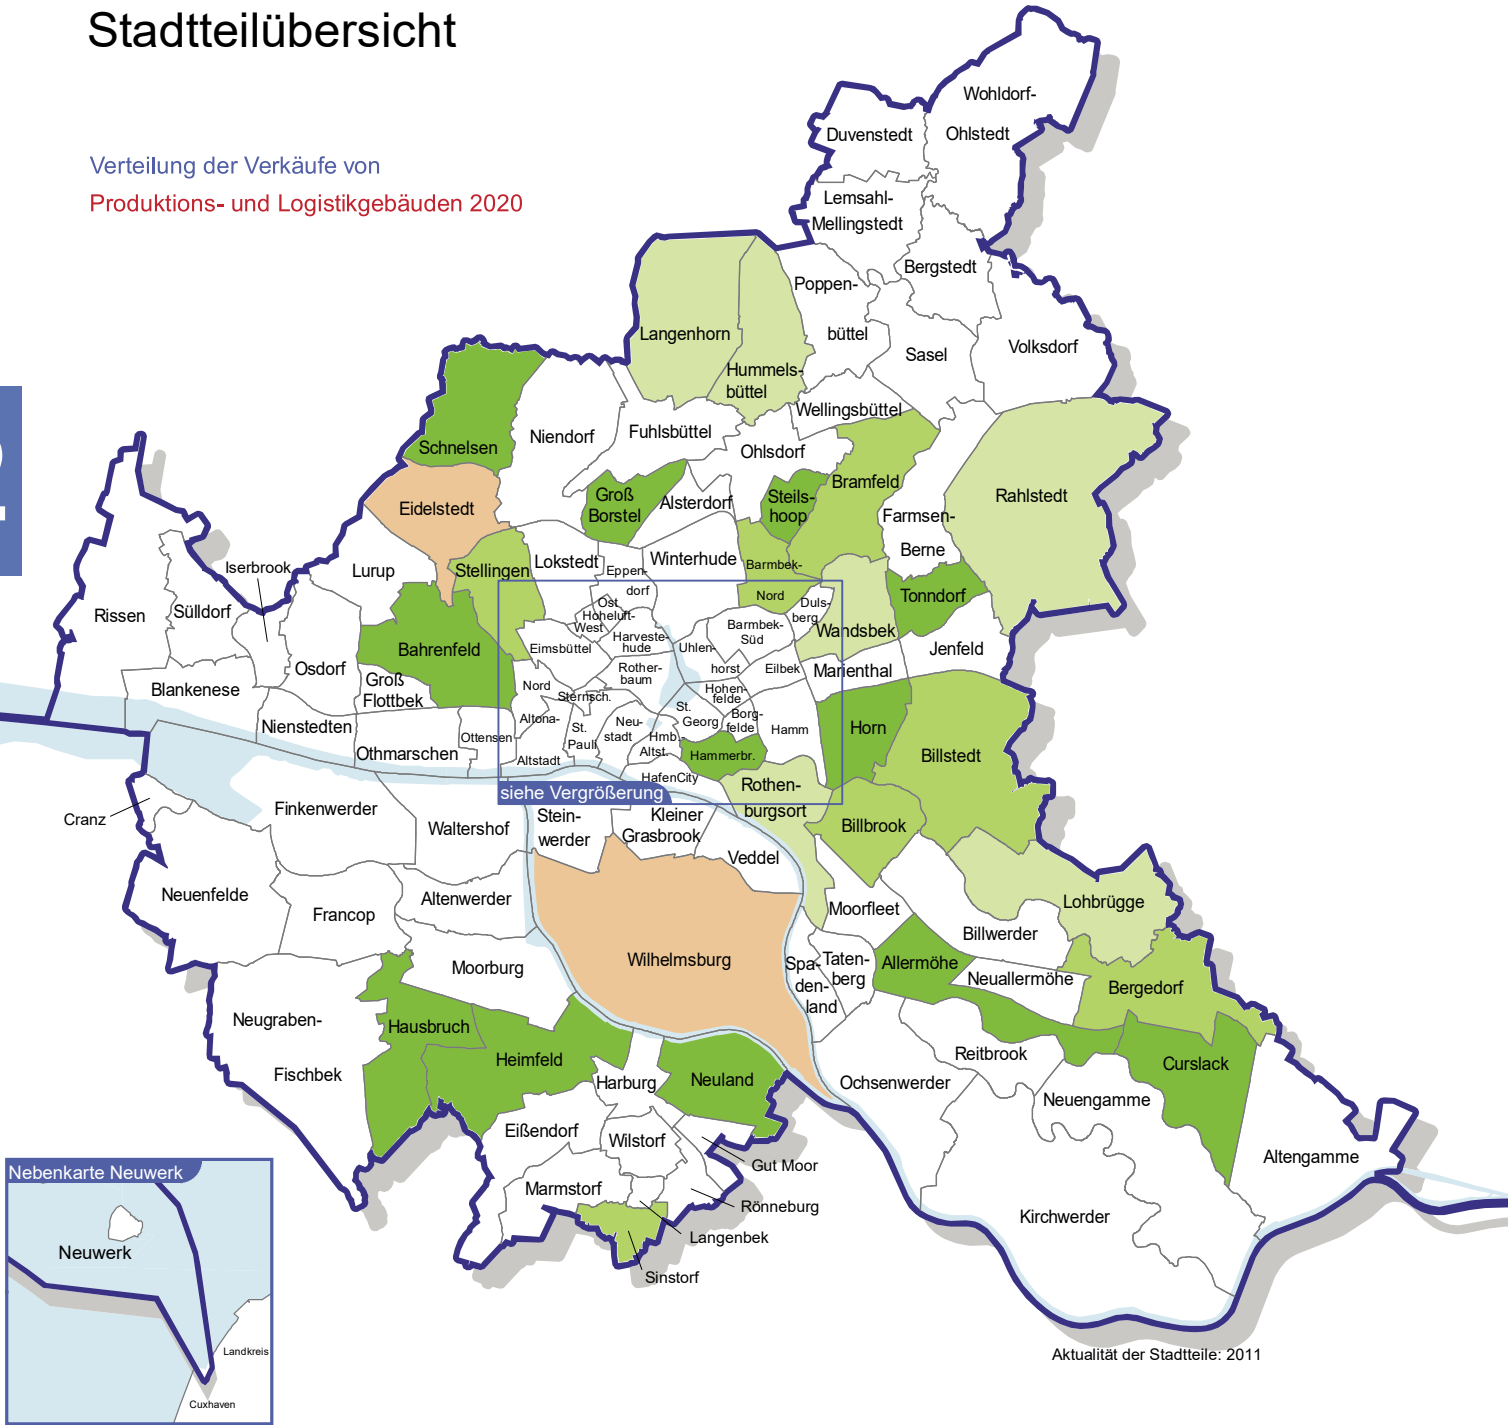 Stadtteilübersicht
Verteilung der Verkäufe von
Produktions- und Logistikgebäuden 2020
Wohldorf-
Ohlstedt
Duvenstedt
Lemsahl-
Mellingstedt
Bergstedt
Poppen-
büttel
Langenhorn
Hummels-
büttel
Sasel
Volksdorf
Wellingsbüttel
Schnelsen
Niendorf
Fuhlsbüttel
Ohlsdorf
Bramfeld
Rahlstedt
Eidelstedt
Groß
Borstel
Alsterdorf
Steils-
hoop
Farmsen-
Berne
Iserbrook
Lurup
Stellingen
Lokstedt
Eppen-
dorf
Winterhude
Barmbek-
Nord
Rissen
Sülldorf
Ost
Hoheluft-
West
Duls-
berg
Tonndorf
Bahrenfeld
Eimsbüttel
Harveste-
hude
Uhlen-
horst
Barmbek-
Süd
Wandsbek
Jenfeld
Osdorf
Groß
Flottbek
Rother-
baum
Eilbek
Marienthal
Blankenese
Nord
Sternsch.
Hohen-
felde
Nienstedten
Othmarschen
Ottensen
Altona-
Altstadt
St.
Pauli
Neu-
stadt
Hmb.-
Altst.
St.
Georg
Borg-
felde
Hamm
Horn
Billstedt
Hammerbr.
HafenCity
Rothen-
burgsort
siehe Vergrößerung
Cranz
Finkenwerder
Waltershof
Stein-
werder
Kleiner
Grasbrook
Billbrook
Veddel
Neuenfelde
Francop
Altenwerder
Moorfleet
Lohbrügge
Billwerder
Moorburg
Wilhelmsburg
Spa-
den-
land
Taten-
berg
Allermöhe
Neuallermöhe
Bergedorf
Neugraben-
Fischbek
Hausbruch
Heimfeld
Harburg
Neuland
Ochsenwerder
Reitbrook
Curslack
Neuengamme
Eißendorf
Wilstorf
Gut Moor
Altengamme
Marmstorf
Rönneburg
Langenbek
Sinstorf
Kirchwerder
Nebenkarte Neuwerk
Neuwerk
Landkreis
Cuxhaven
Aktualität der Stadtteile: 2011